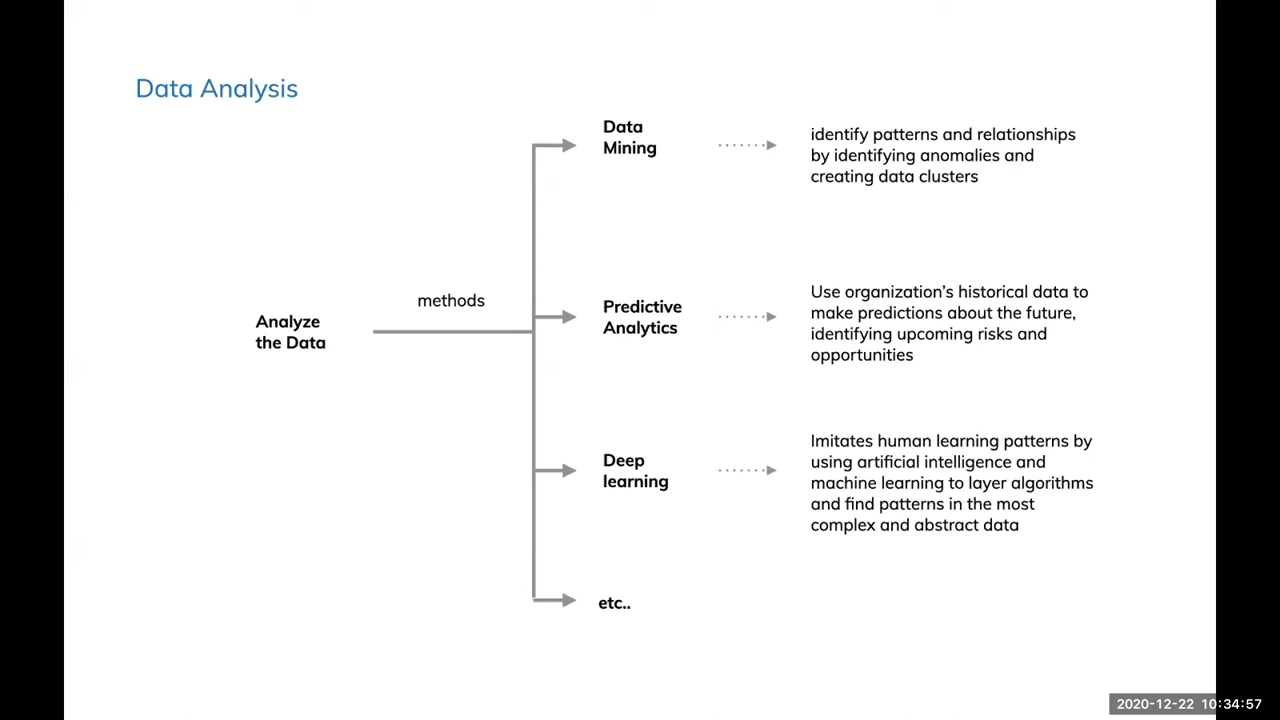 Data Analysis
Data
Mining
identify patterns and relationships
by identifying anomalies and
creating data clusters
methods
Analyze
the Data
Predictive
Analytics
Use organization’s historical data to
make predictions about the future,
identifying upcoming risks and
opportunities
Deep
learning
Imitates human learning patterns by
using artificial intelligence and
machine learning to layer algorithms
and find patterns in the most
complex and abstract data
etc..
2020-12-22 10:34:57